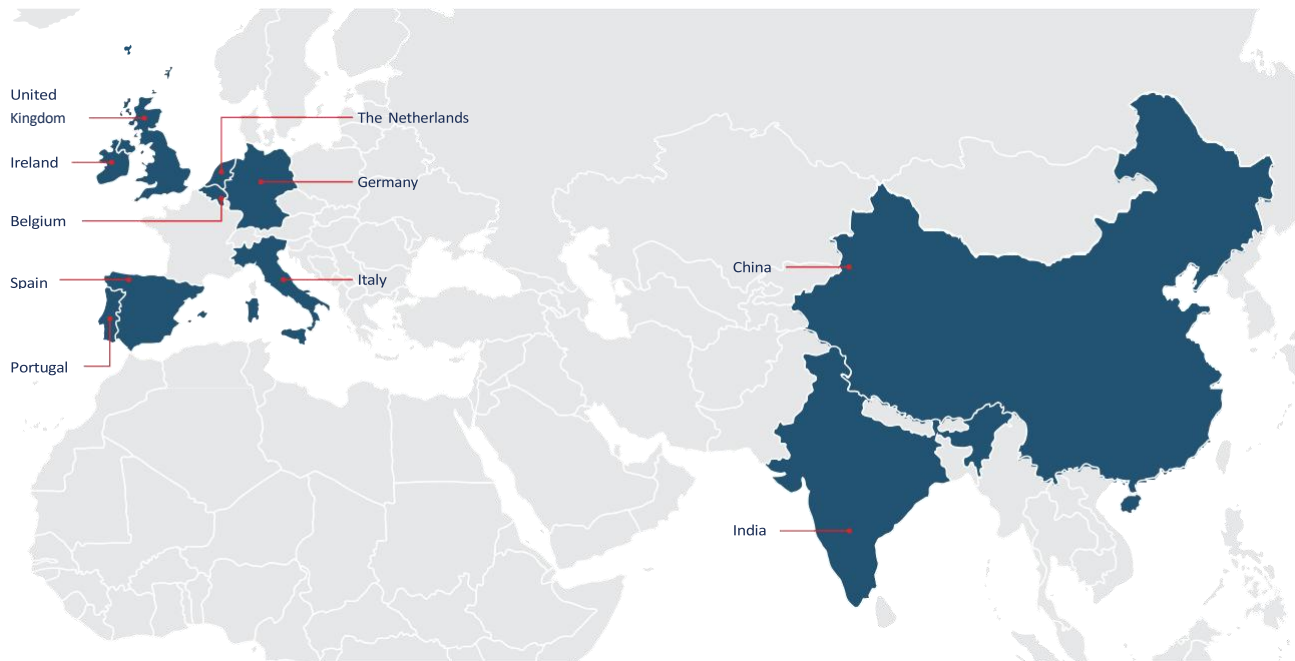 United
Kingdom
The Netherlands
Ireland
Germany
Belgium
China
Spain
Italy
Portugal
India